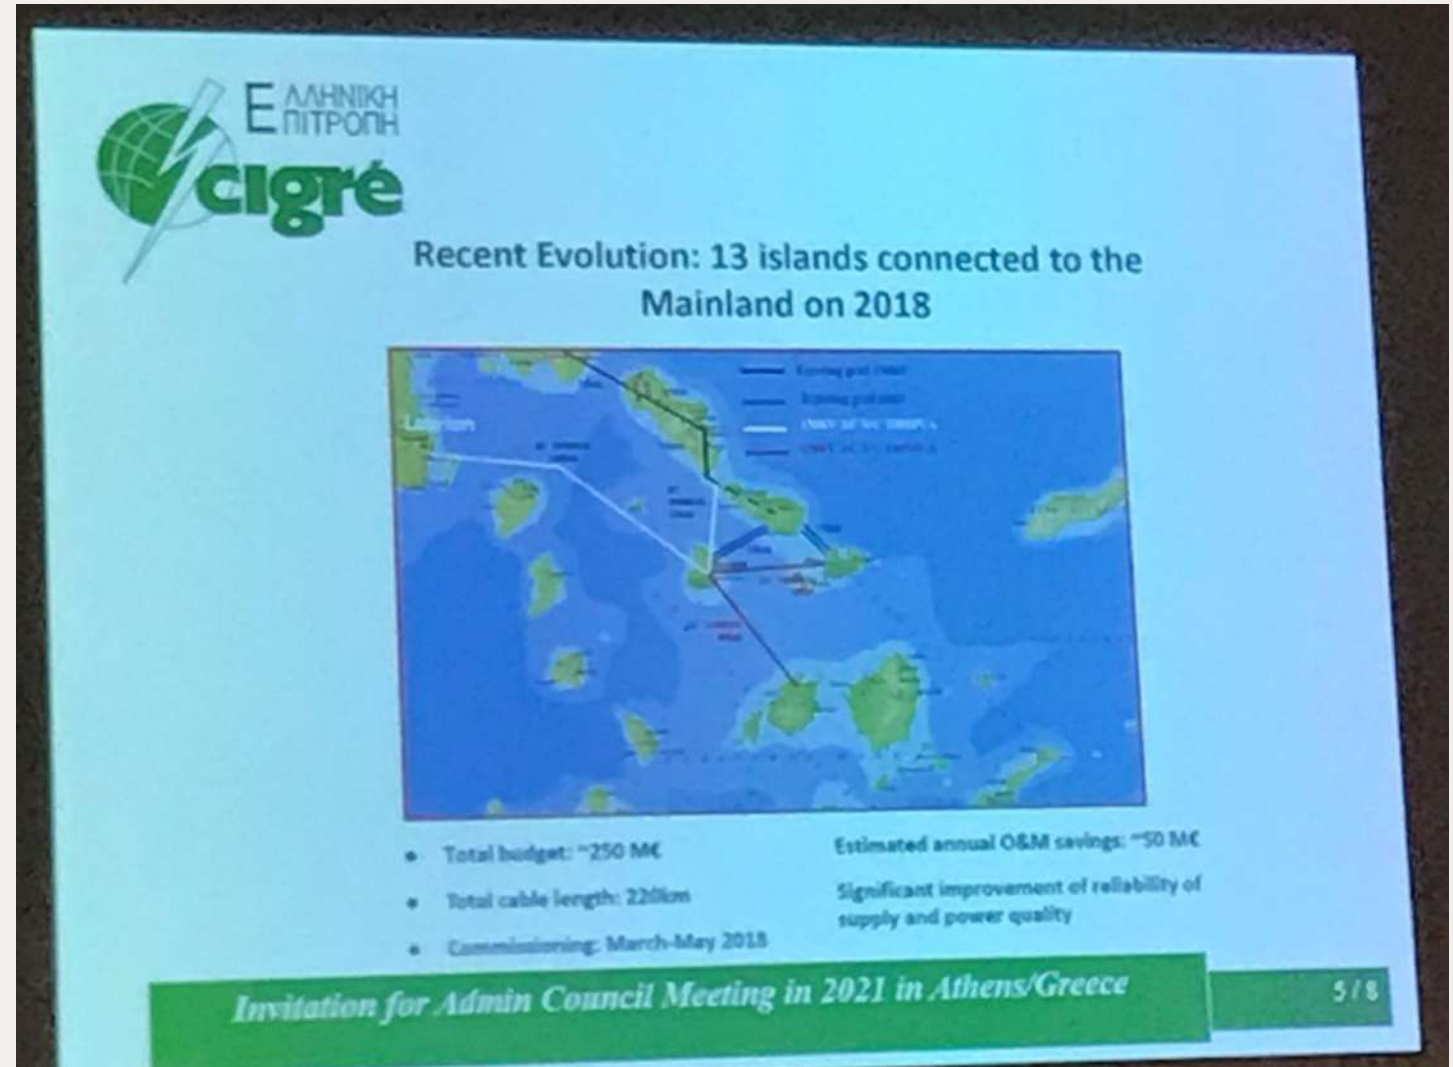 ΕΛΛΗΝΙΚΗ
ΕΠΙΤΡΟΠΗ
cigré
Recent Evolution: 13 islands connected to the
Mainland on 2018
Lavrion
• Total budget: ~250 M€
• Total cable length: 220km
• Commissioning: March-May 2018
Estimated annual O&M savings: ~50 M€
Significant improvement of reliability of
supply and power quality
Invitation for Admin Council Meeting in 2021 in Athens/Greece
5/8